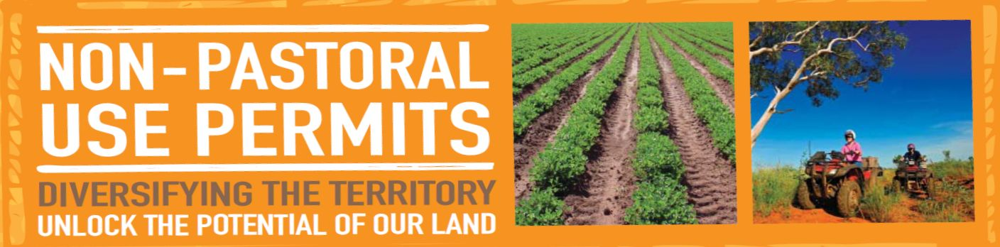 NON-PASTORAL
USE PERMITS
DIVERSIFYING THE TERRITORY
UNLOCK THE POTENTIAL OF OUR LAND